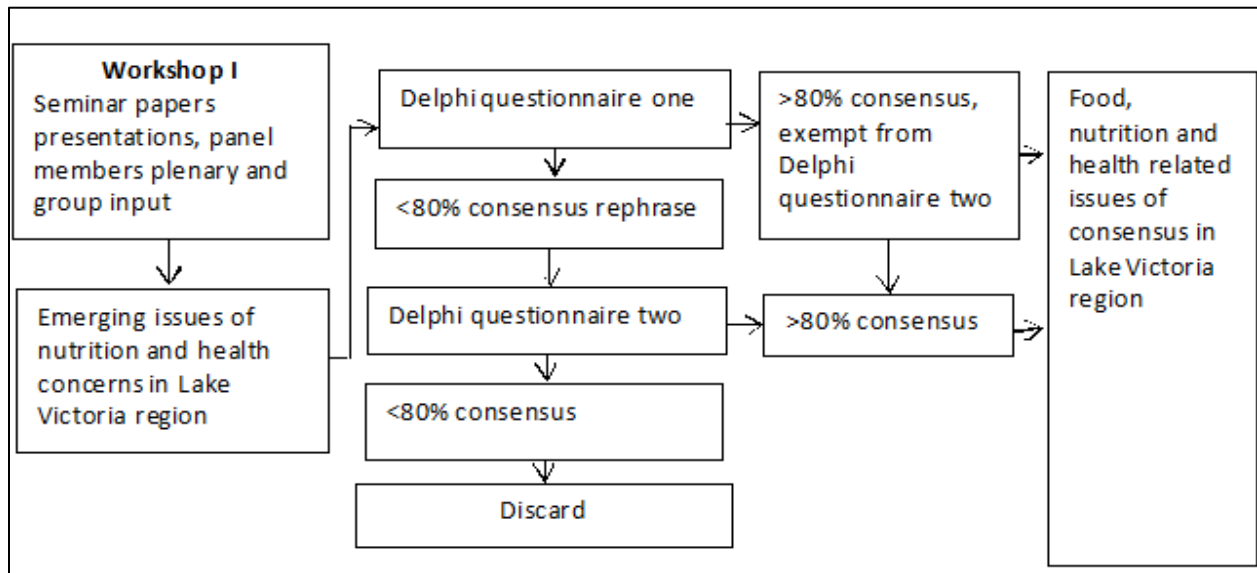 Workshop I
Seminar papers
presentations, panel
members plenary and
group input
Emerging issues of
nutrition and health
concerns in Lake
Victoria region
Delphi questionnaire one
<80% consensus rephrase
Delphi questionnaire two
<80% consensus
Discard
>80% consensus,
exempt from
Delphi
questionnaire two
>80% consensus
Food,
nutrition and
health related
issues of
consensus in
Lake Victoria
region